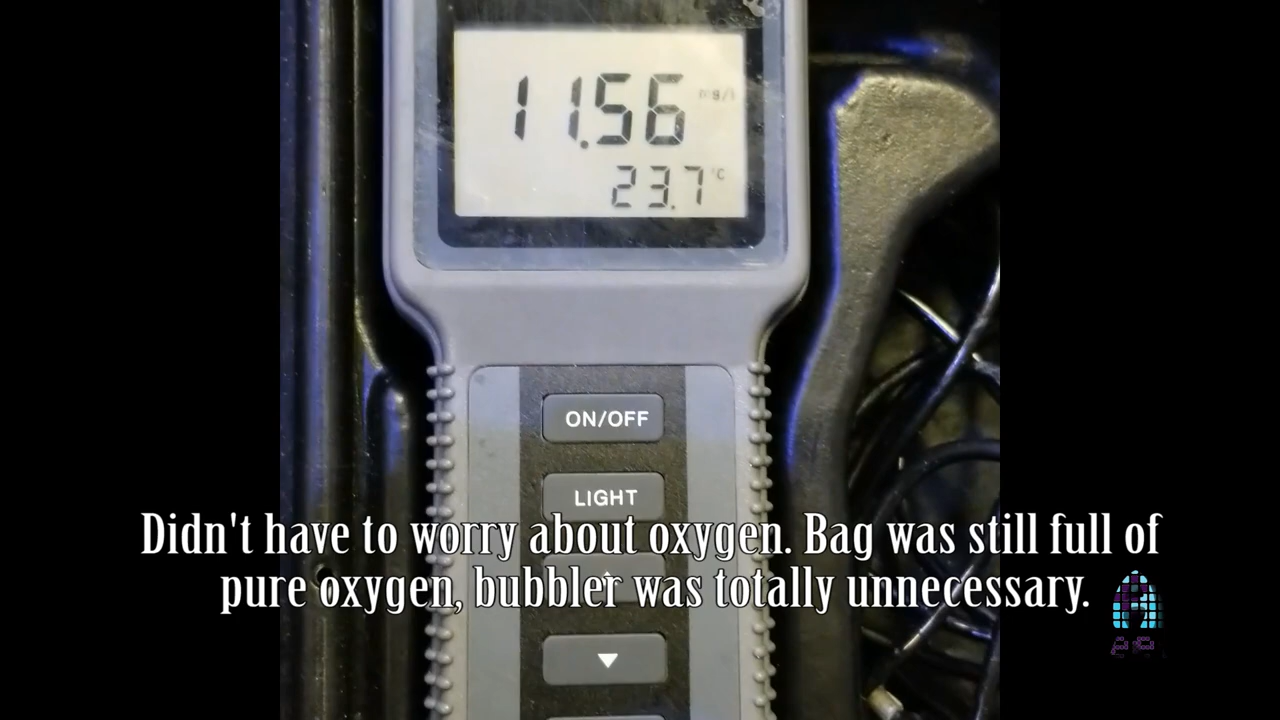 11.56 mg/l
23.7 °C
ON/OFF
LIGHT
Didn't have to worry about oxygen. Bag was still full of
pure oxygen, bubbler was totally unnecessary.